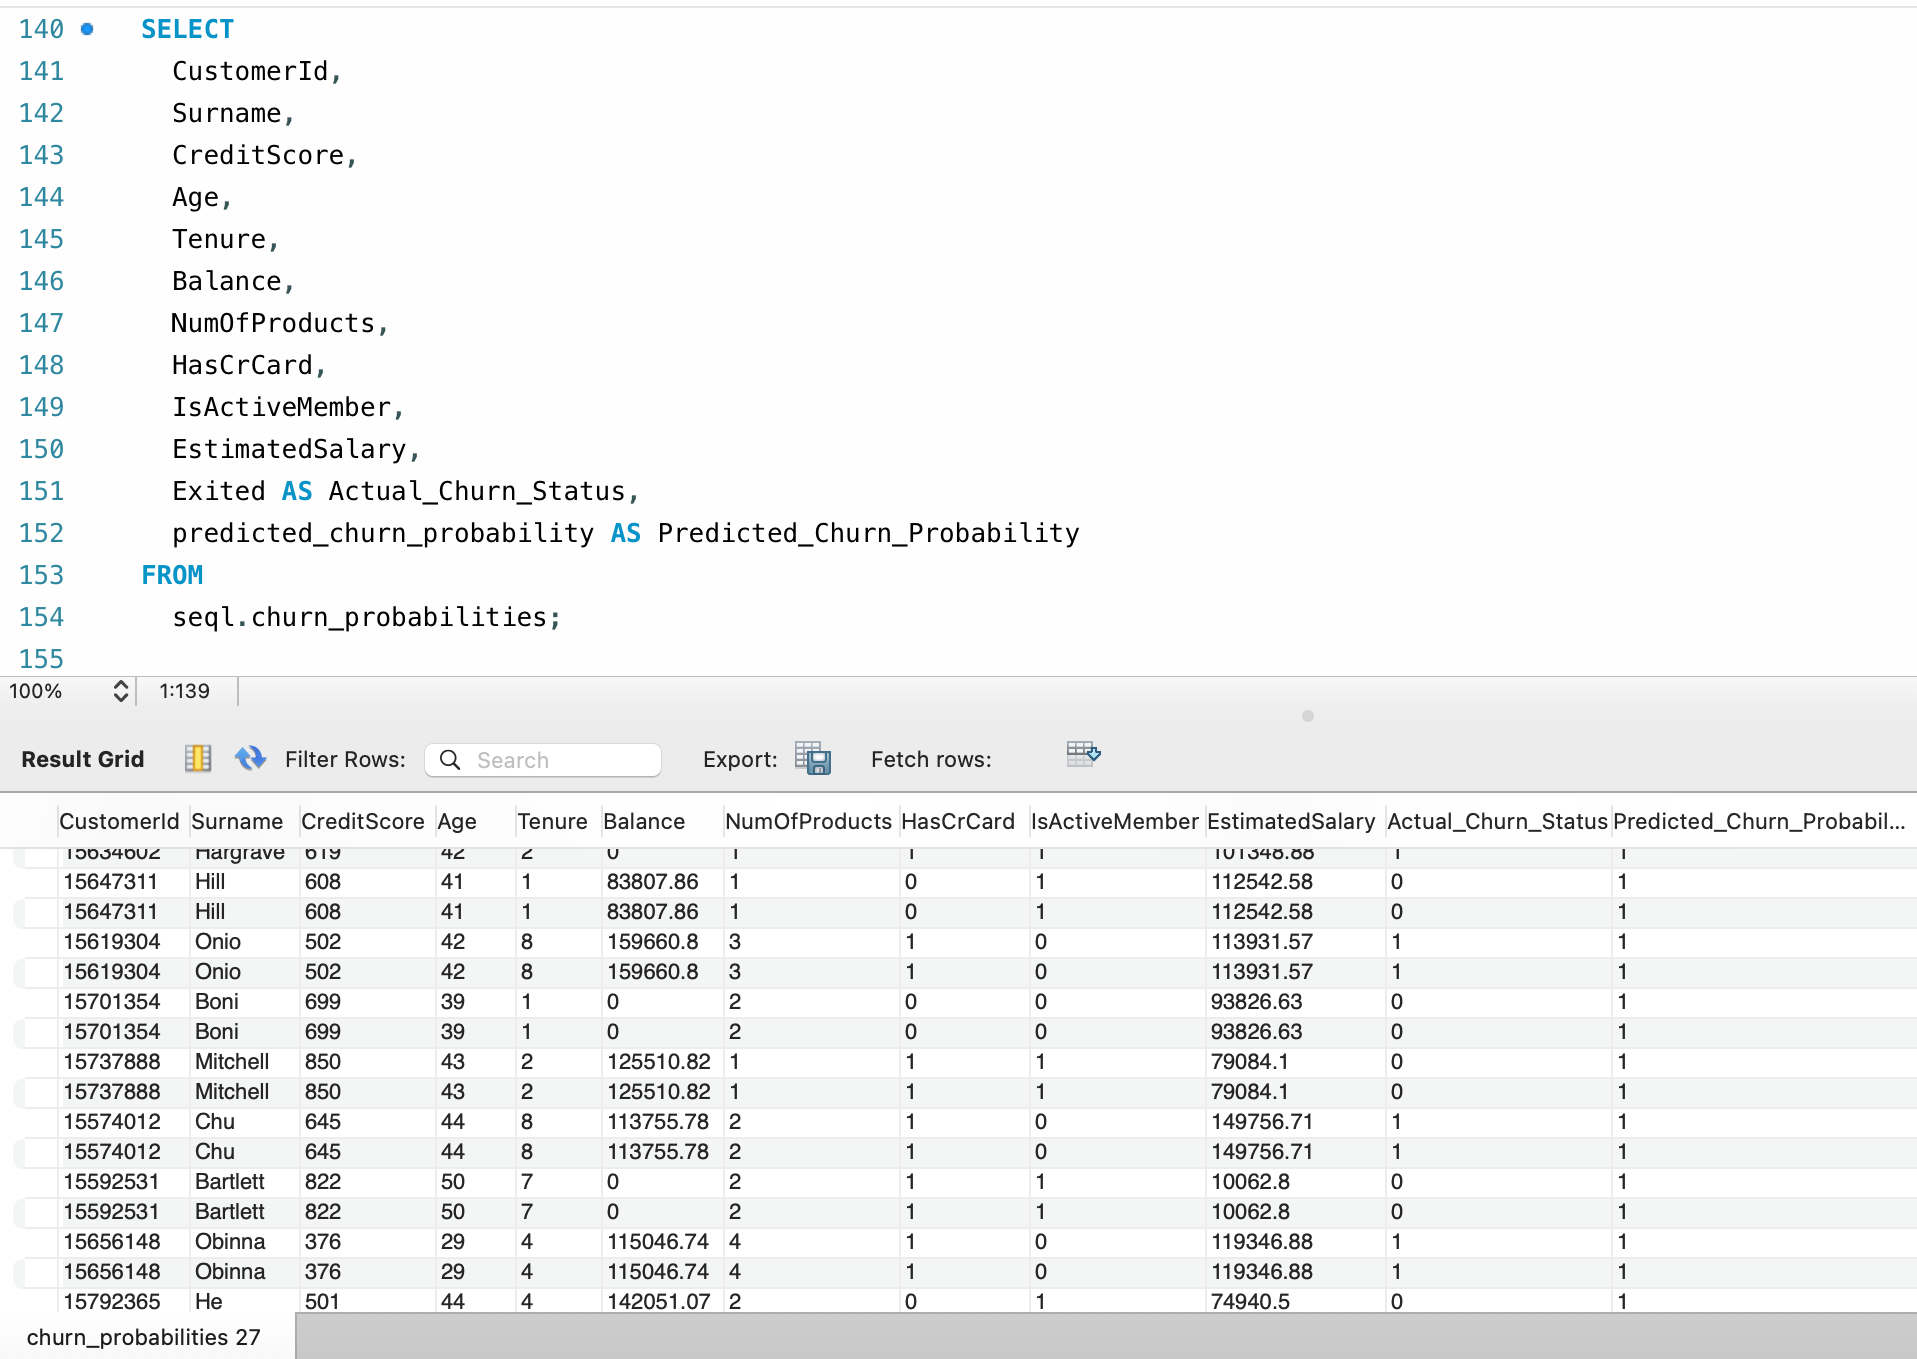 140 SELECT
141 CustomerId,
142 Surname,
143 CreditScore,
144 Age,
145 Tenure,
146 Balance,
147 NumOfProducts,
148 HasCrCard,
149 IsActiveMember,
150 EstimatedSalary,
151 Exited AS Actual_Churn_Status,
152 predicted_churn_probability AS Predicted_Churn_Probability
153 FROM
154 seql.churn_probabilities;
155
100% 1:139
Result Grid Filter Rows: Search Export: Fetch rows:
CustomerId Surname CreditScore Age Tenure Balance NumOfProducts HasCrCard IsActiveMember EstimatedSalary Actual_Churn_Status Predicted_Churn_Probabil...
15634602 Hargrave 619 42 2 0 1 1 1 101348.88 1 1
15647311 Hill 608 41 1 83807.86 1 0 1 112542.58 0 1
15647311 Hill 608 41 1 83807.86 1 0 1 112542.58 0 1
15619304 Onio 502 42 8 159660.8 3 1 0 113931.57 1 1
15619304 Onio 502 42 8 159660.8 3 1 0 113931.57 1 1
15701354 Boni 699 39 1 0 2 0 0 93826.63 0 1
15701354 Boni 699 39 1 0 2 0 0 93826.63 0 1
15737888 Mitchell 850 43 2 125510.82 1 1 1 79084.1 0 1
15737888 Mitchell 850 43 2 125510.82 1 1 1 79084.1 0 1
15574012 Chu 645 44 8 113755.78 2 1 0 149756.71 1 1
15574012 Chu 645 44 8 113755.78 2 1 0 149756.71 1 1
15592531 Bartlett 822 50 7 0 2 1 1 10062.8 0 1
15592531 Bartlett 822 50 7 0 2 1 1 10062.8 0 1
15656148 Obinna 376 29 4 115046.74 4 1 0 119346.88 1 1
15656148 Obinna 376 29 4 115046.74 4 1 0 119346.88 1 1
15792365 He 501 44 4 142051.07 2 0 1 74940.5 0 1
churn_probabilities 27